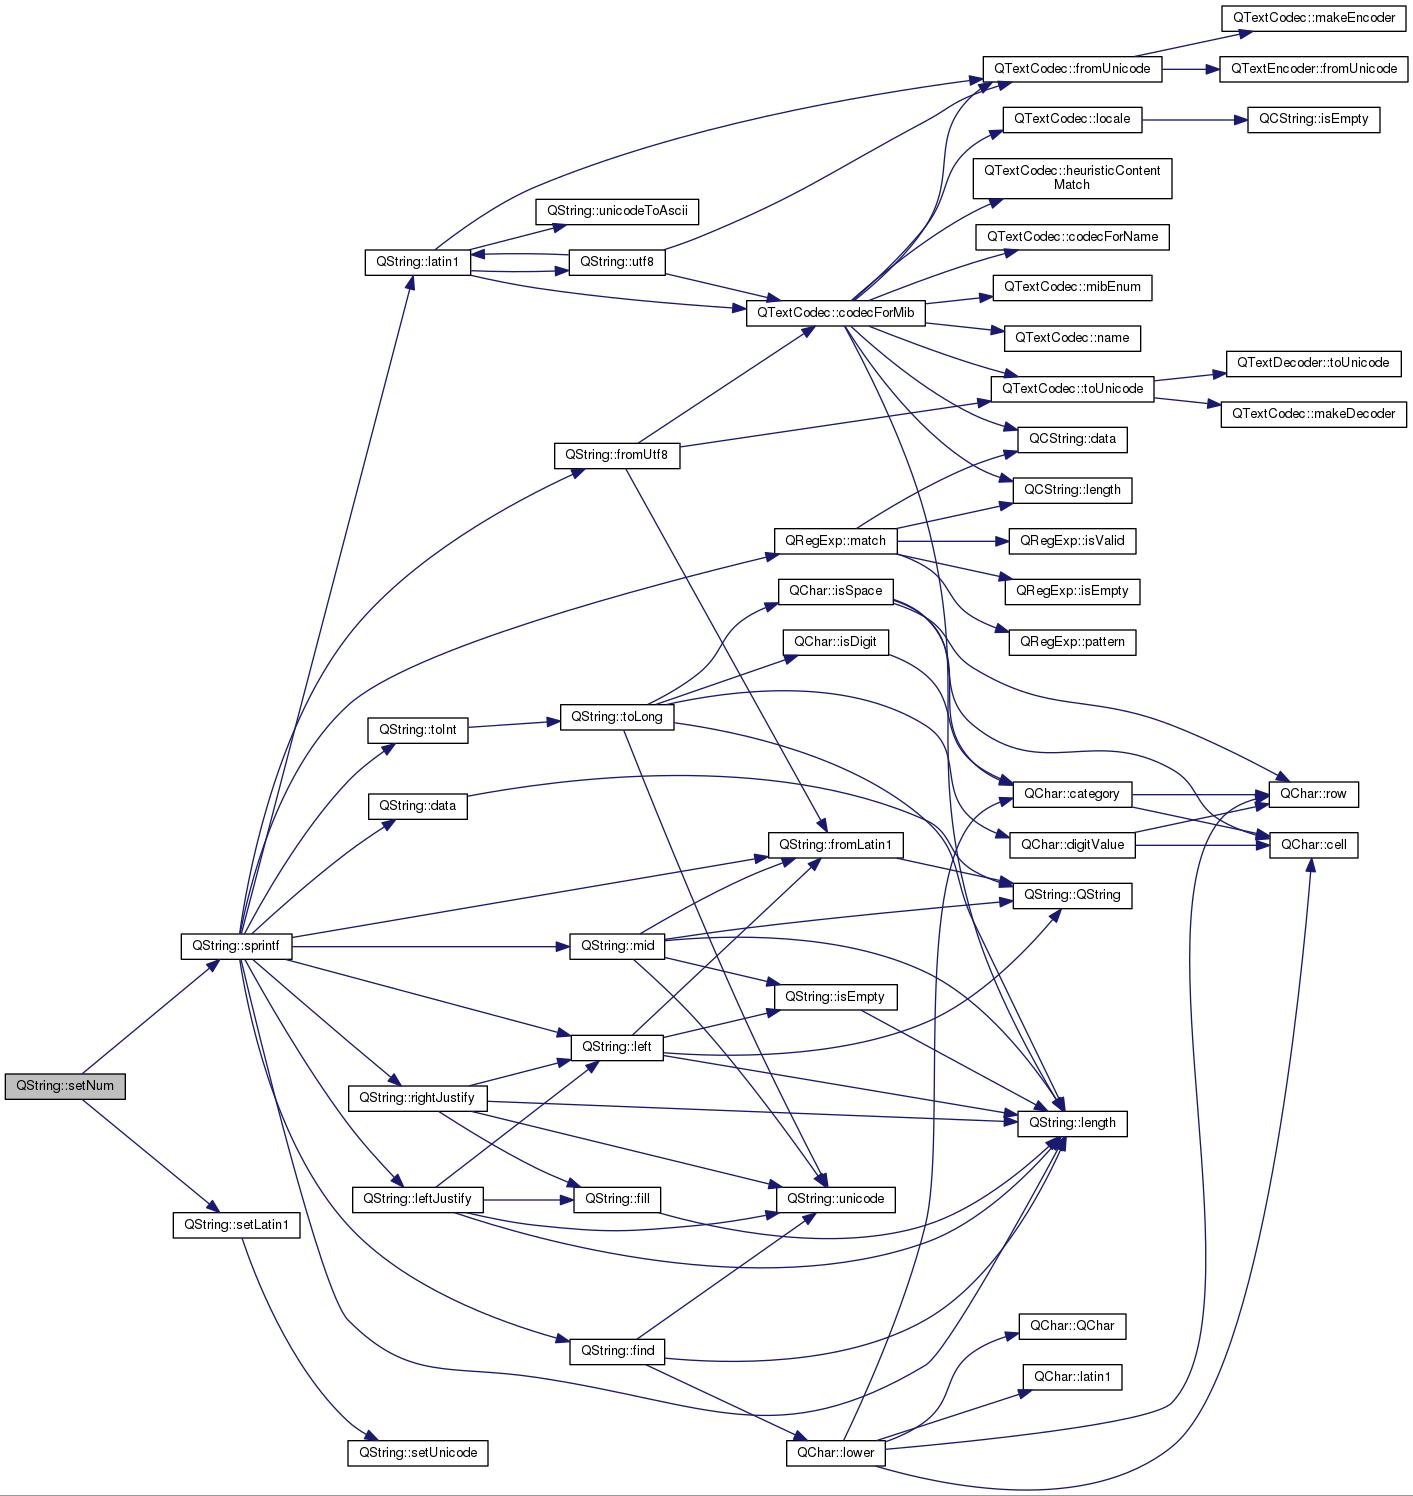 QTextCodec::makeEncoder
QTextCodec::fromUnicode
QTextEncoder::fromUnicode
QTextCodec::locale
QCString::isEmpty
QTextCodec::heuristicContent
Match
QString::unicodeToAscii
QTextCodec::codecForName
QString::latin1
QString::utf8
QTextCodec::mibEnum
QTextCodec::codecForMib
QTextCodec::name
QTextDecoder::toUnicode
QTextCodec::toUnicode
QTextCodec::makeDecoder
QCString::data
QString::fromUtf8
QCString::length
QRegExp::match
QRegExp::isValid
QChar::isSpace
QRegExp::isEmpty
QChar::isDigit
QRegExp::pattern
QString::toLong
QString::toInt
QChar::category
QChar::row
QString::data
QString::fromLatin1
QChar::digitValue
QChar::cell
QString::QString
QString::sprintf
QString::mid
QString::isEmpty
QString::left
QString::setNum
QString::rightJustify
QString::length
QString::leftJustify
QString::fill
QString::unicode
QString::setLatin1
QChar::QChar
QString::find
QChar::latin1
QString::setUnicode
QChar::lower